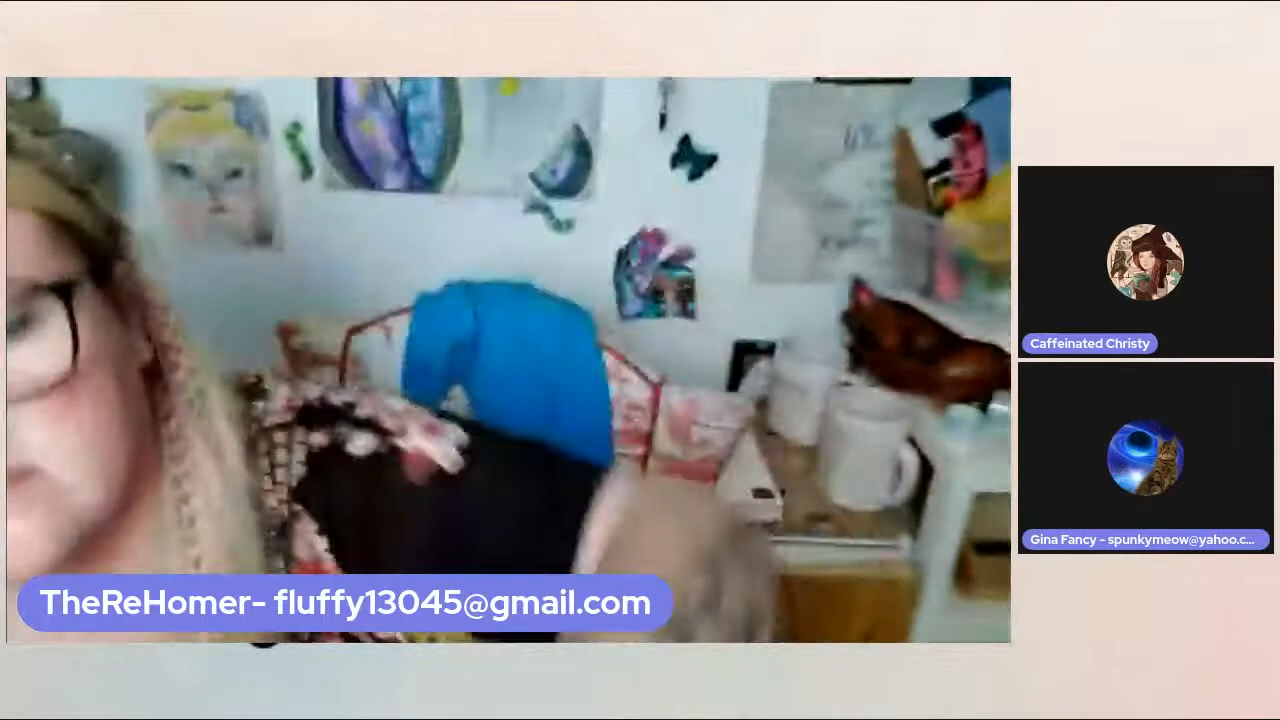 TheReHomer- fluffy13045@gmail.com
Caffeinated Christy
Gina Fancy - spunkymeow@yahoo.c...